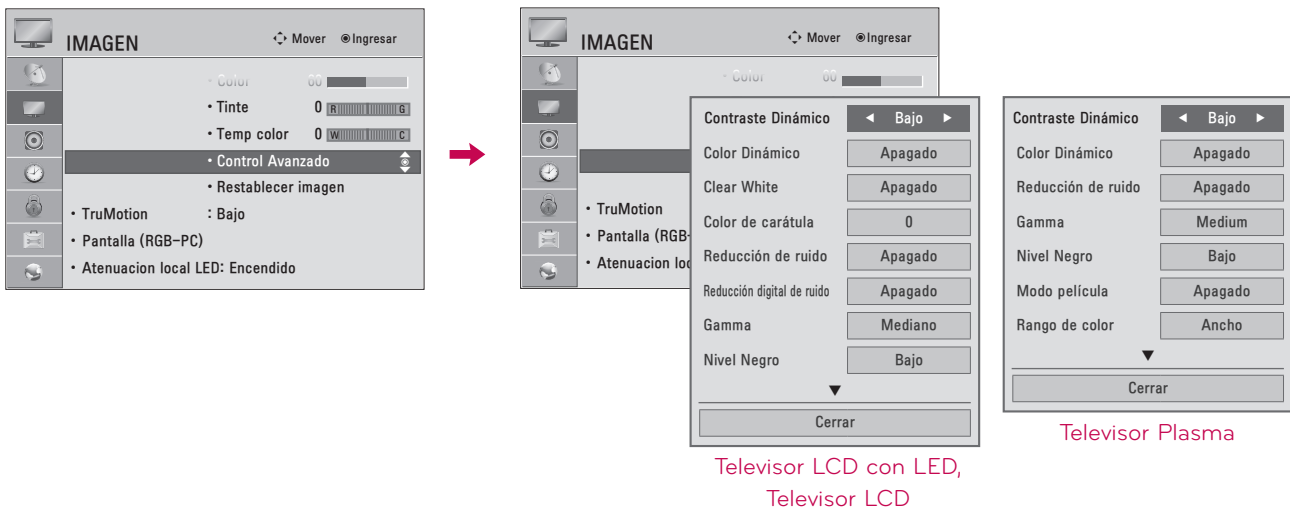 IMAGEN
Mover
Ingresar
• Color 60
• Tinte 0 R G
• Temp color 0 W C
• Control Avanzado
• Restablecer imagen
• TruMotion : Bajo
• Pantalla (RGB-PC)
• Atenuacion local LED: Encendido
IMAGEN
Mover
Ingresar
• Color 60
• TruMotion
• Pantalla (RGB-
• Atenuacion loc
Contraste Dinámico ◄ Bajo ►
Color Dinámico Apagado
Clear White Apagado
Color de carátula 0
Reducción de ruido Apagado
Reducción digital de ruido Apagado
Gamma Mediano
Nivel Negro Bajo
▼
Cerrar
Televisor LCD con LED,
Televisor LCD
Contraste Dinámico ◄ Bajo ►
Color Dinámico Apagado
Reducción de ruido Apagado
Gamma Medium
Nivel Negro Bajo
Modo película Apagado
Rango de color Ancho
▼
Cerrar
Televisor Plasma